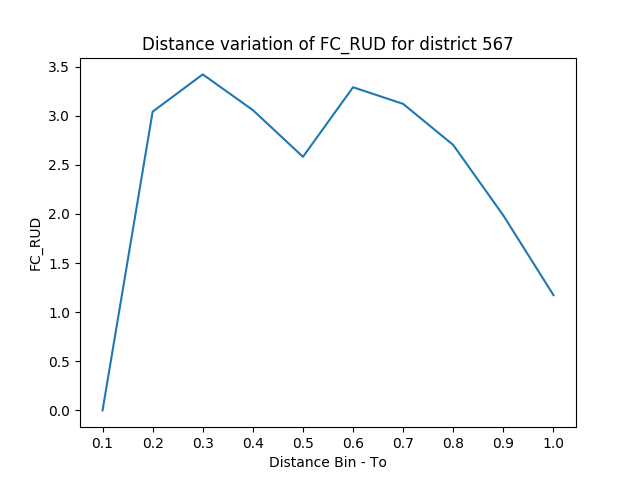 Distance variation of FC_RUD for district 567
3.5
3.0
2.5
2.0
1.5
1.0
0.5
0.0
FC_RUD
0.1 0.2 0.3 0.4 0.5 0.6 0.7 0.8 0.9 1.0
Distance Bin - To